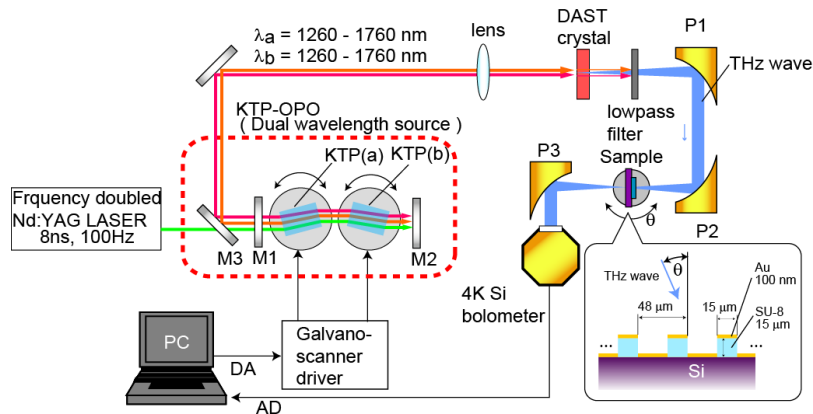 λa = 1260 - 1760 nm
λb = 1260 - 1760 nm
lens
DAST
crystal
P1
THz wave
KTP-OPO
( Dual wavelength source )
lowpass
filter
Sample
KTP(a)
KTP(b)
P3
Frquency doubled
Nd:YAG LASER
8ns, 100Hz
M3
M1
M2
θ
P2
4K Si
bolometer
THz wave
θ
Au
100 nm
48 μm
15 μm
SU-8
15 μm
...
...
Si
PC
DA
Galvano-
scanner
driver
AD